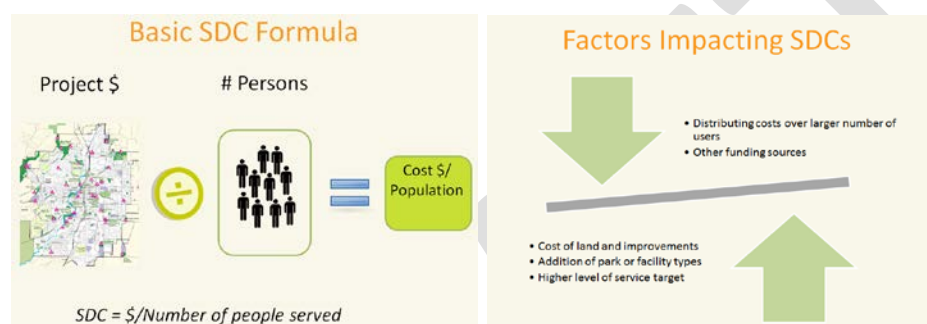 Basic SDC Formula
Project $
# Persons
÷
=
Cost $/
Population
SDC = $/Number of people served
Factors Impacting SDCs
• Distributing costs over larger number of
users
• Other funding sources
• Cost of land and improvements
• Addition of park or facility types
• Higher level of service target